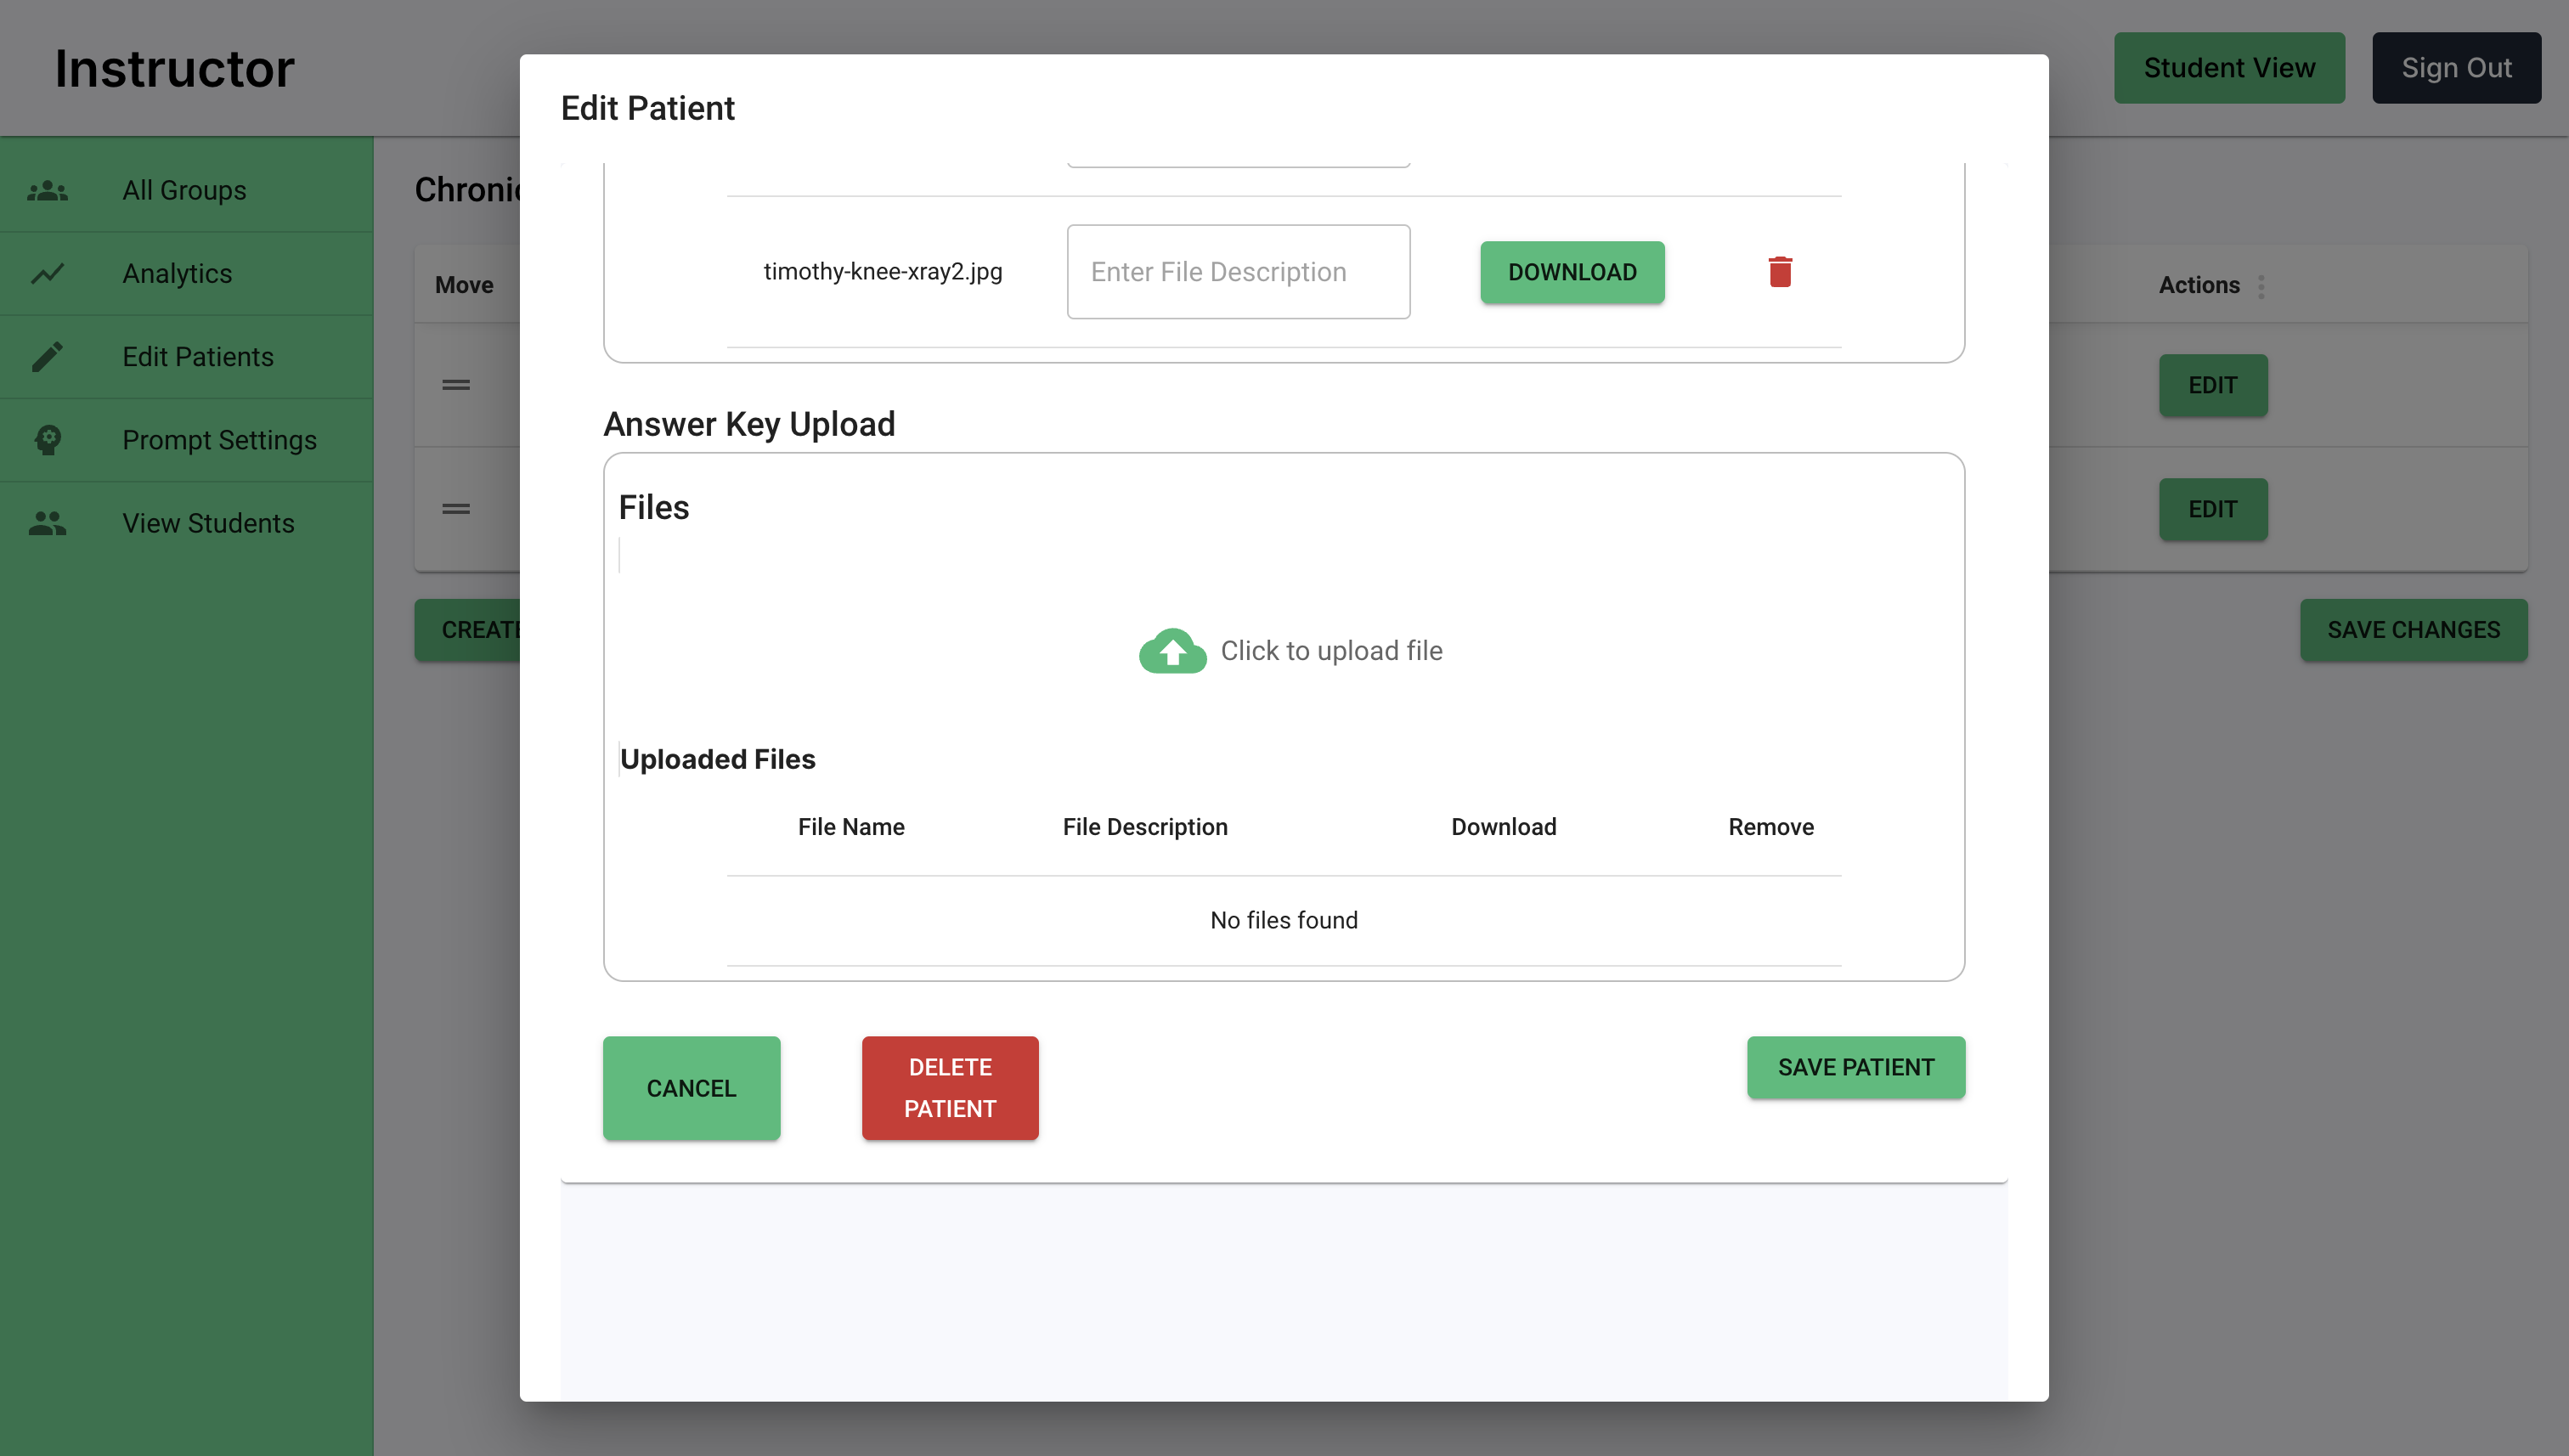 Instructor
Student View
Sign Out
All Groups
Analytics
Edit Patients
Prompt Settings
View Students
Chronic
Move
Actions
EDIT
EDIT
CREATE
SAVE CHANGES
Edit Patient
timothy-knee-xray2.jpg
Enter File Description
DOWNLOAD
Answer Key Upload
Files
Click to upload file
Uploaded Files
File Name File Description Download Remove
No files found
CANCEL
DELETE
PATIENT
SAVE PATIENT